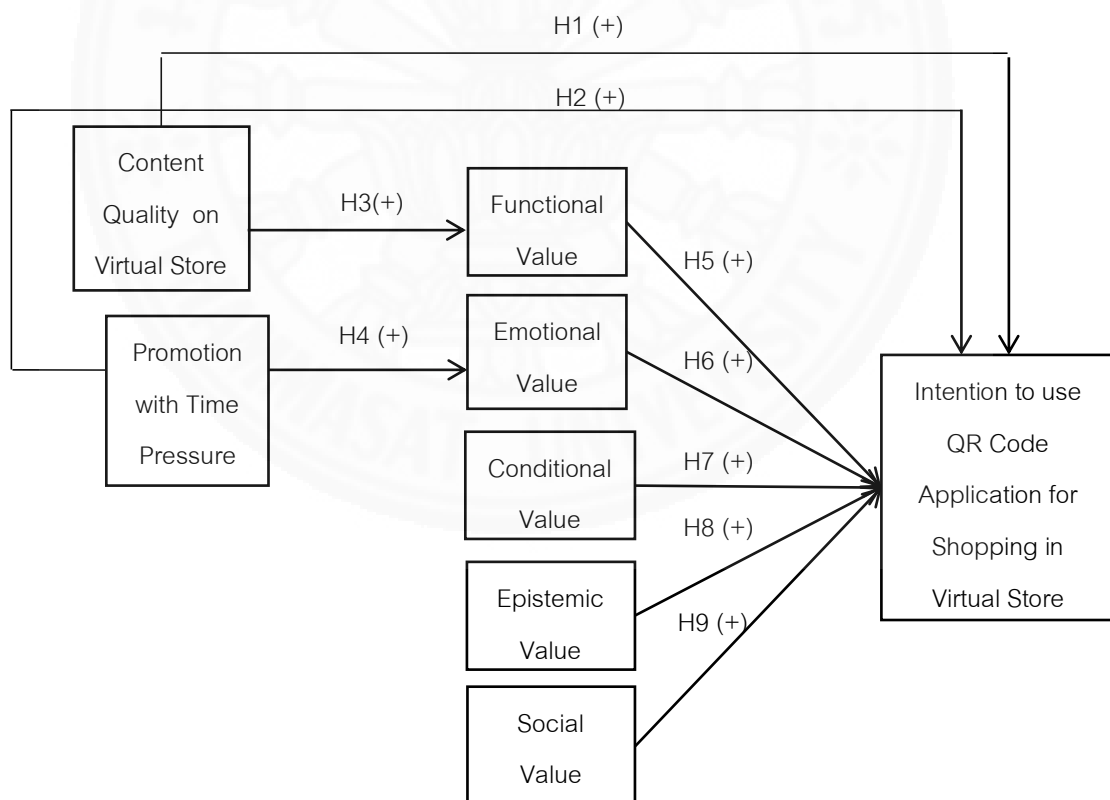 H1 (+)
H2 (+)
Content
Quality on
Virtual Store
H3(+)
Functional
Value
H5 (+)
Promotion
with Time
Pressure
H4 (+)
Emotional
Value
H6 (+)
Conditional
Value
H7 (+)
Epistemic
Value
H8 (+)
Social
Value
H9 (+)
Intention to use
QR Code
Application for
Shopping in
Virtual Store